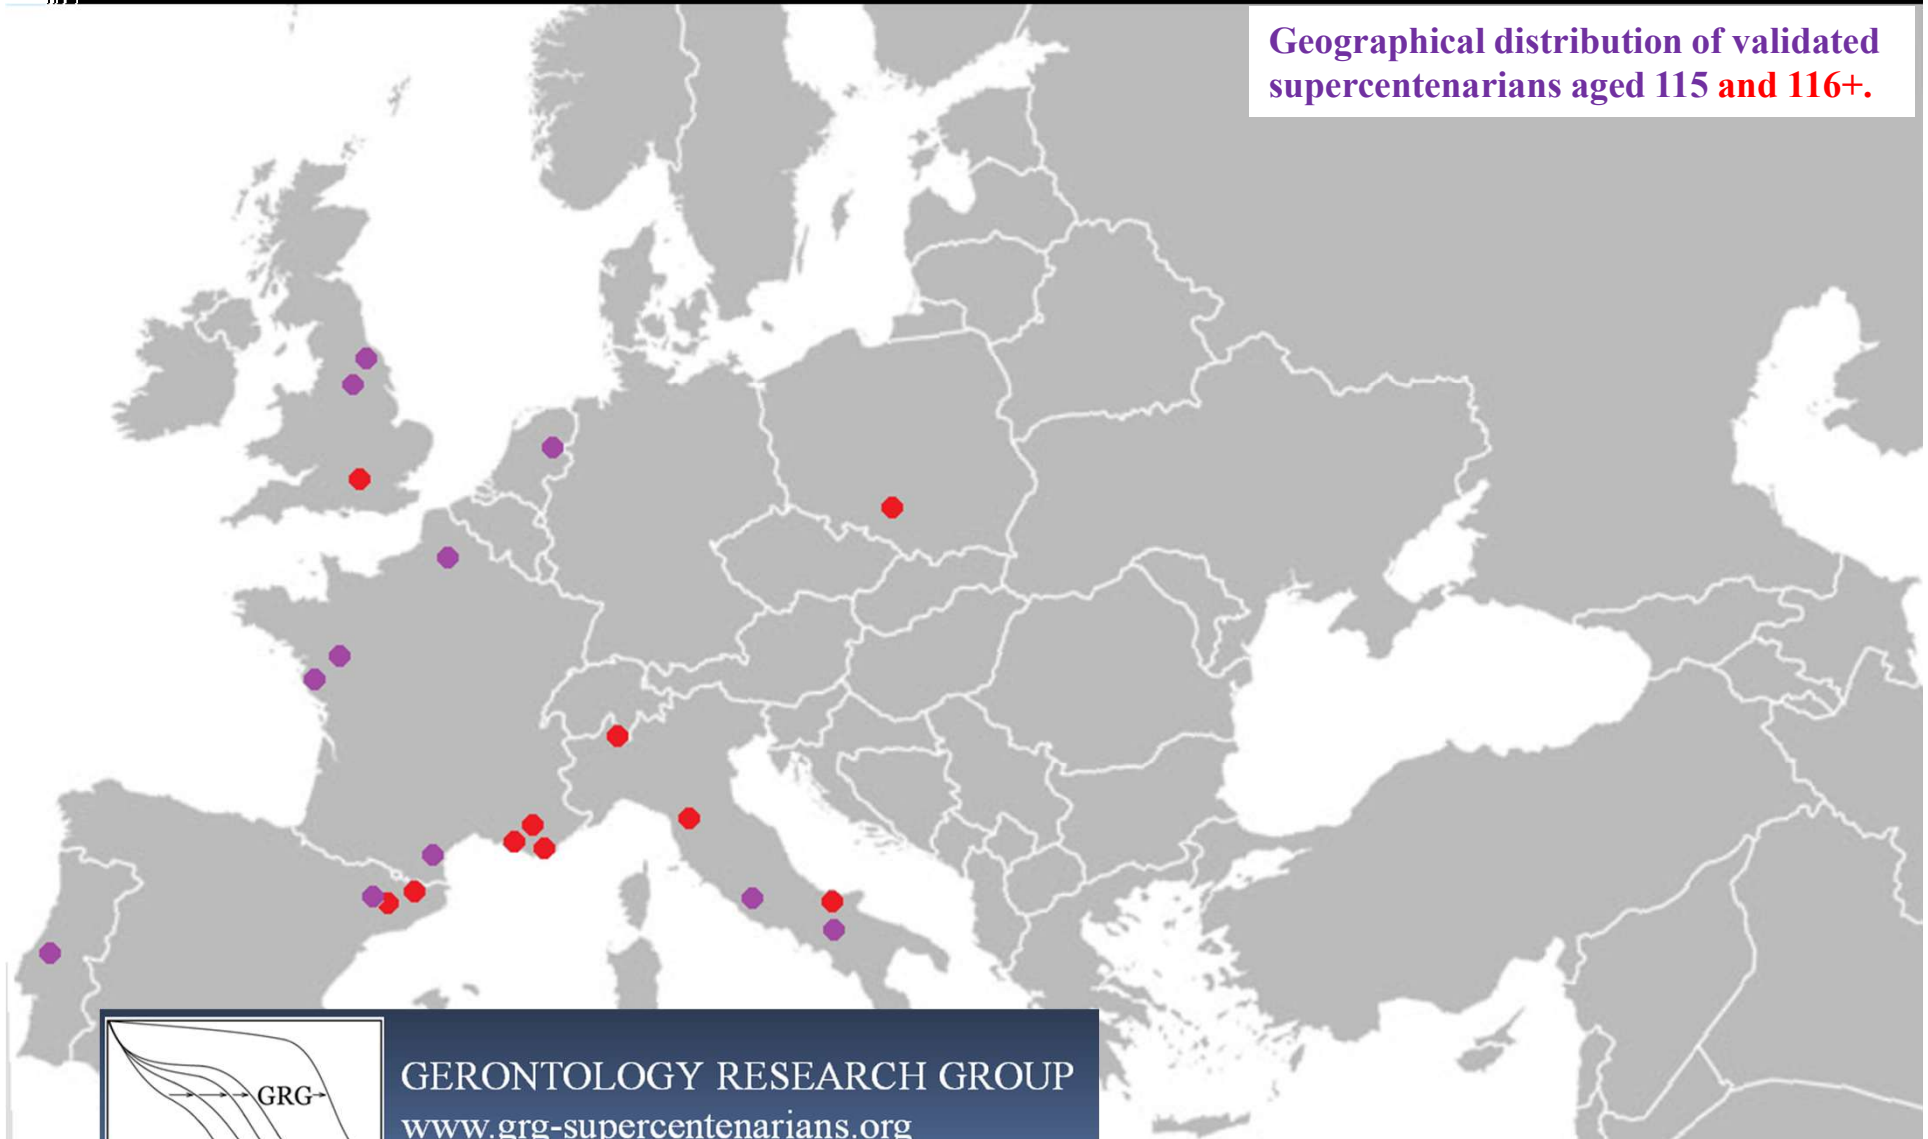 Geographical distribution of validated
supercentenarians aged 115 and 116+.
GRG
GERONTOLOGY RESEARCH GROUP
www.grg-supercentenarians.org